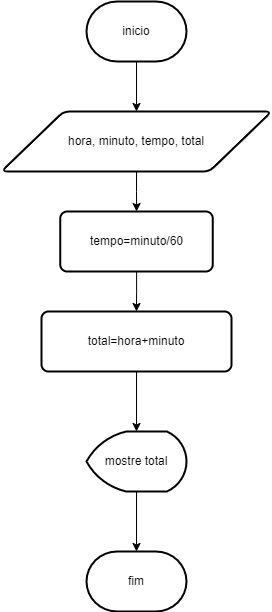 inicio
hora, minuto, tempo, total
tempo=minuto/60
total=hora+minuto
mostre total
fim